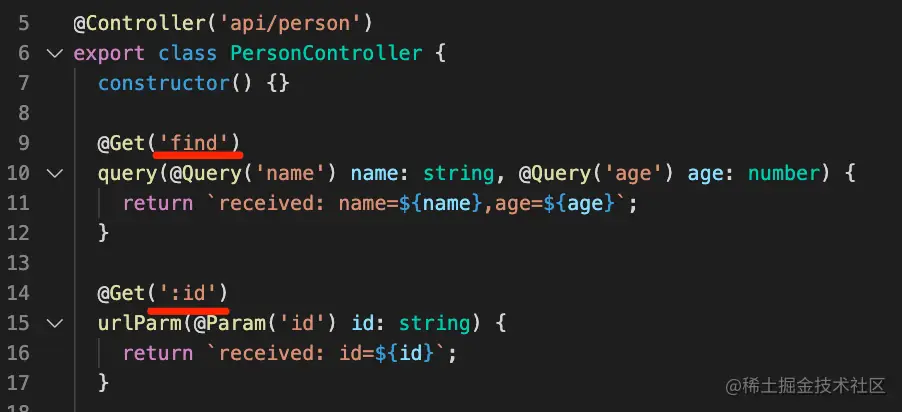 5 @Controller('api/person')
6 export class PersonController {
7 constructor() {}
8
9 @Get('find')
10 query(@Query('name') name: string, @Query('age') age: number) {
11 return `received: name=${name},age=${age}`;
12 }
13
14 @Get(':id')
15 urlParm(@Param('id') id: string) {
16 return `received: id=${id}`;
17 }
@稀土掘金技术社区